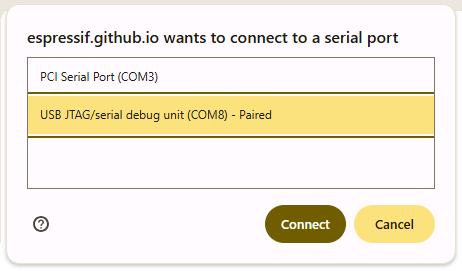 espressif.github.io wants to connect to a serial port
PCI Serial Port (COM3)
USB JTAG/serial debug unit (COM8) - Paired
Connect
Cancel